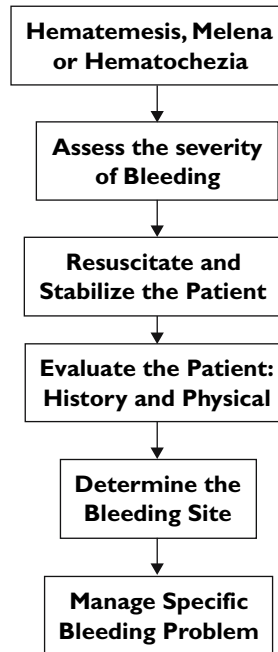 Hematemesis, Melena
or Hematochezia
Assess the severity
of Bleeding
Resuscitate and
Stabilize the Patient
Evaluate the Patient:
History and Physical
Determine the
Bleeding Site
Manage Specific
Bleeding Problem